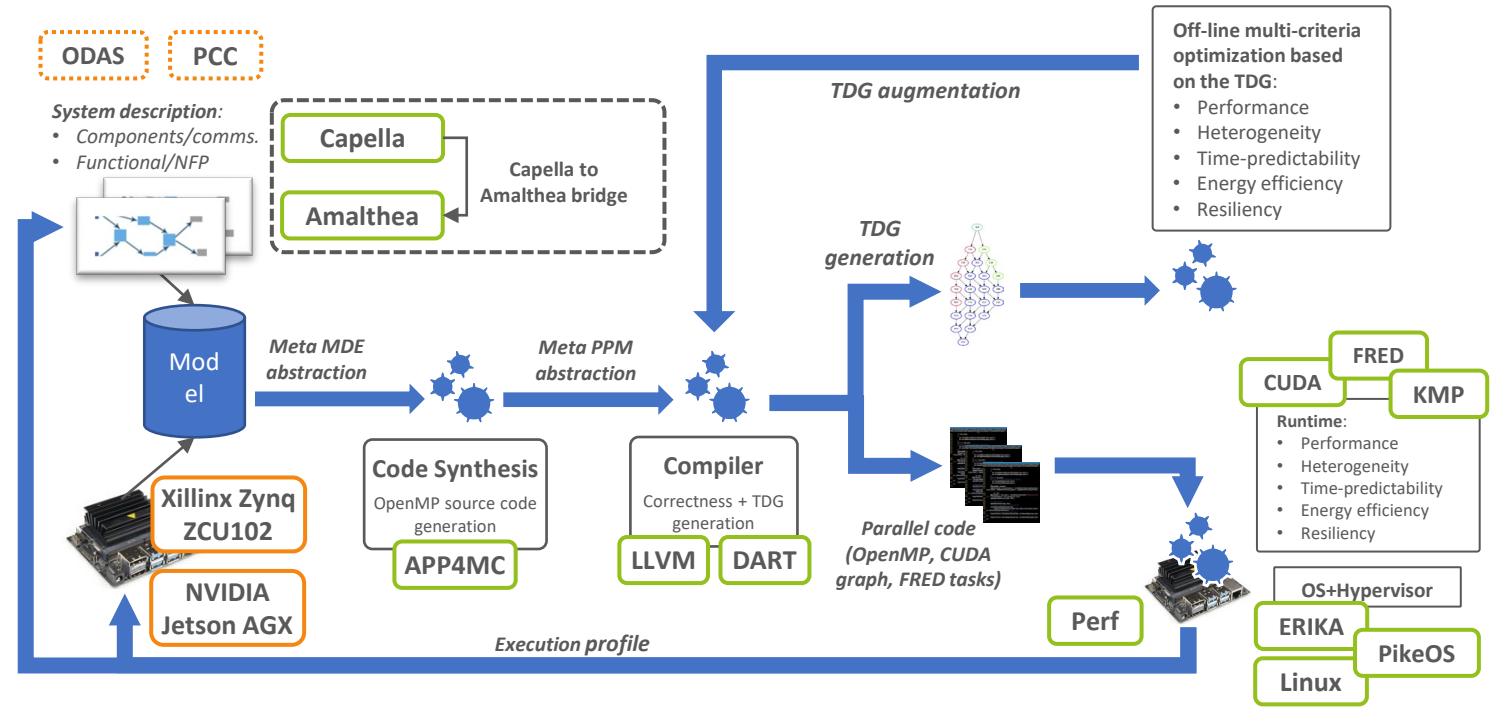 ODAS
PCC
System description:
• Components/comms.
• Functional/NFP
Capella
Amalthea
Capella to
Amalthea bridge
TDG augmentation
Off-line multi-criteria
optimization based
on the TDG:
• Performance
• Heterogeneity
• Time-predictability
• Energy efficiency
• Resiliency
TDG
generation
Mod
el
Meta MDE
abstraction
Meta PPM
abstraction
Code Synthesis
OpenMP source code
generation
APP4MC
Compiler
Correctness + TDG
generation
LLVM
DART
Parallel code
(OpenMP, CUDA
graph, FRED tasks)
FRED
CUDA
KMP
Runtime:
• Performance
• Heterogeneity
• Time-predictability
• Energy efficiency
• Resiliency
Xillinx Zynq
ZCU102
NVIDIA
Jetson AGX
Perf
OS+Hypervisor
ERIKA
PikeOS
Linux
Execution profile